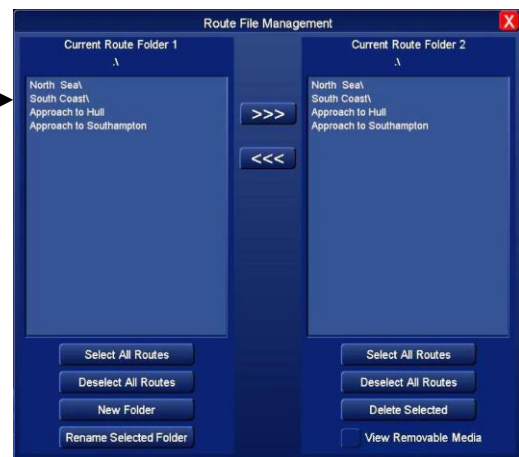 Route File Management
X
Current Route Folder 1
.\
North Sea\
South Coast\
Approach to Hull
Approach to Southampton
Select All Routes
Deselect All Routes
New Folder
Rename Selected Folder
>>>
<<<
Current Route Folder 2
.\
North Sea\
South Coast\
Approach to Hull
Approach to Southampton
Select All Routes
Deselect All Routes
Delete Selected
View Removable Media